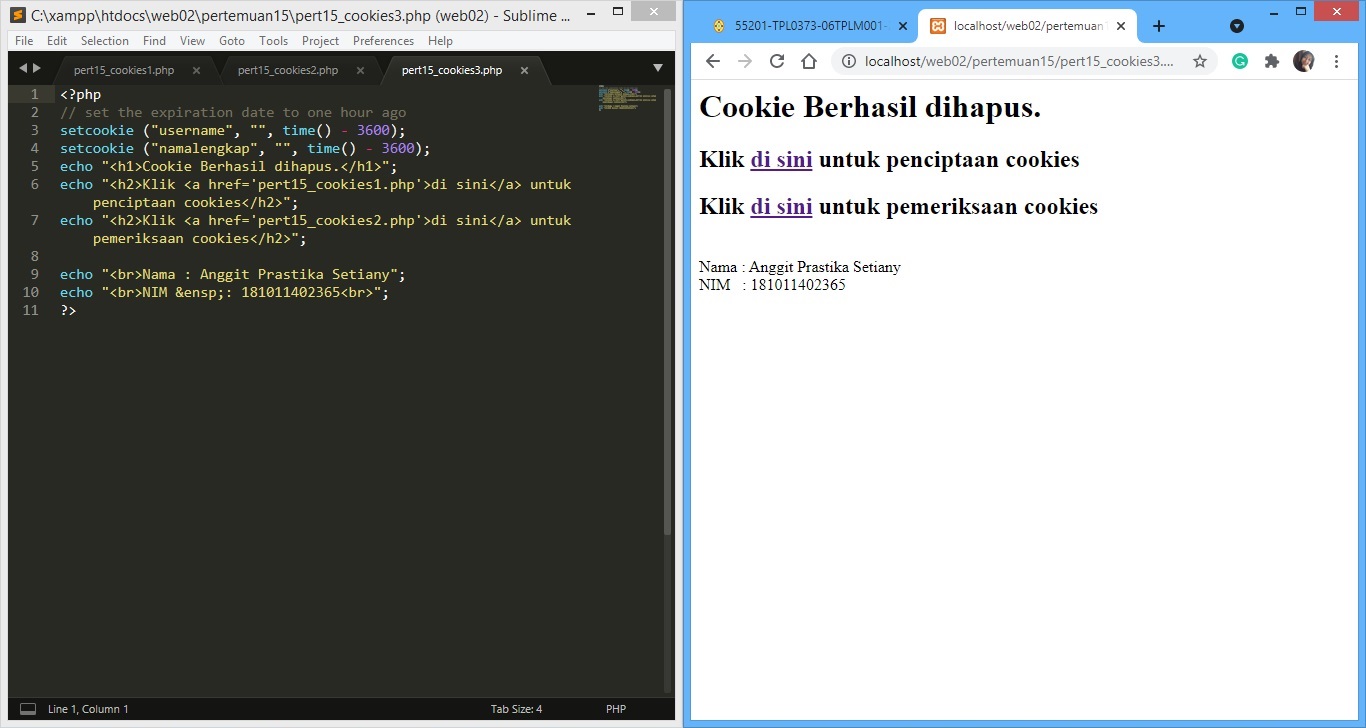 C:\xampp\htdocs\web02\pertemuan15\pert15_cookies3.php (web02) - Sublime ...
File Edit Selection Find View Goto Tools Project Preferences Help
pert15_cookies1.php
pert15_cookies2.php
pert15_cookies3.php
1 <?php
2 // set the expiration date to one hour ago
3 setcookie ("username", "", time() - 3600);
4 setcookie ("namalengkap", "", time() - 3600);
5 echo "<h1>Cookie Berhasil dihapus.</h1>";
6 echo "<h2>Klik <a href='pert15_cookies1.php'>di sini</a> untuk
penciptaan cookies</h2>";
7 echo "<h2>Klik <a href='pert15_cookies2.php'>di sini</a> untuk
pemeriksaan cookies</h2>";
8
9 echo "<br>Nama : Anggit Prastika Setiany";
10 echo "<br>NIM &ensp;: 181011402365<br>";
11 ?>
Line 1, Column 1
Tab Size: 4
PHP
55201-TPL0373-06TPLM001-
localhost/web02/pertemuan
localhost/web02/pertemuan15/pert15_cookies3....
Cookie Berhasil dihapus.
Klik di sini untuk penciptaan cookies
Klik di sini untuk pemeriksaan cookies
Nama : Anggit Prastika Setiany
NIM : 181011402365